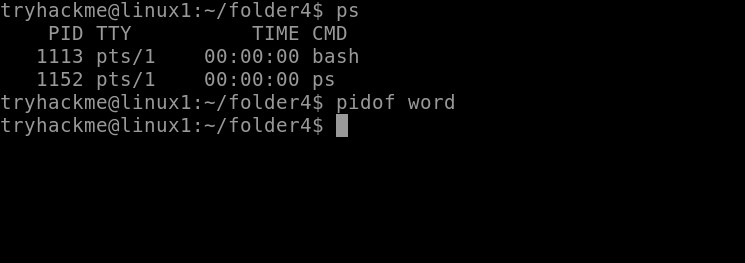 tryhackme@linux1:~/folder4$ ps
    PID TTY          TIME CMD
   1113 pts/1    00:00:00 bash
   1152 pts/1    00:00:00 ps
tryhackme@linux1:~/folder4$ pidof word
tryhackme@linux1:~/folder4$